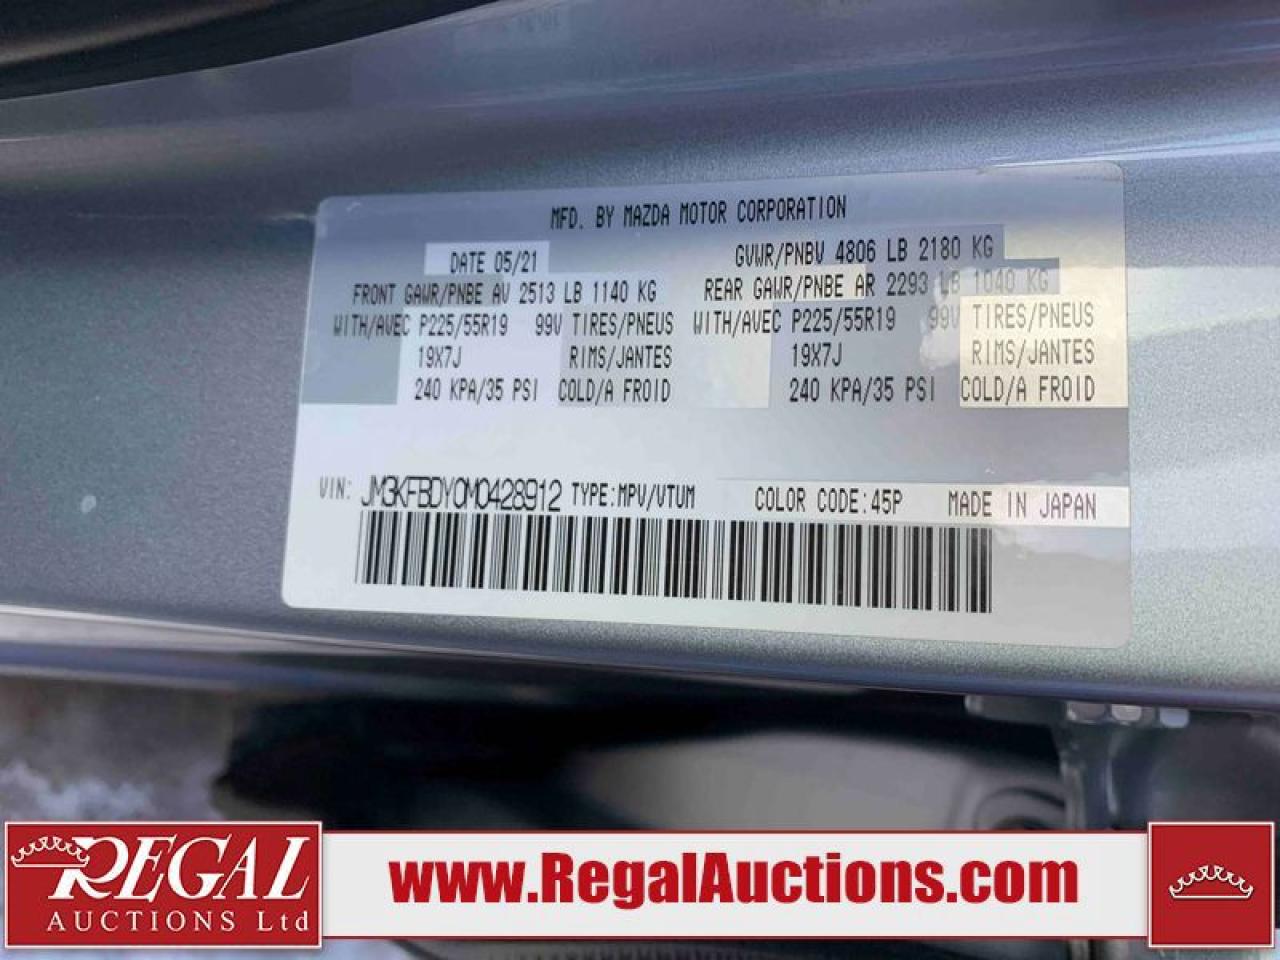 MFD. BY MAZDA MOTOR CORPORATION
DATE 05/21 GVWR/PNBV 4806 LB 2180 KG
FRONT GAWR/PNBE AV 2513 LB 1140 KG REAR GAWR/PNBE AR 2293 LB 1040 KG
WITH/AVEC P225/55R19 99V TIRES/PNEUS WITH/AVEC P225/55R19 99V TIRES/PNEUS
19X7J RIMS/JANTES 19X7J RIMS/JANTES
240 KPA/35 PSI COLD/A FROID 240 KPA/35 PSI COLD/A FROID
VIN: JM3KFBDY0M0428912 TYPE:MPV/VTUM COLOR CODE:45P MADE IN JAPAN
REGAL
AUCTIONS Ltd
www.RegalAuctions.com